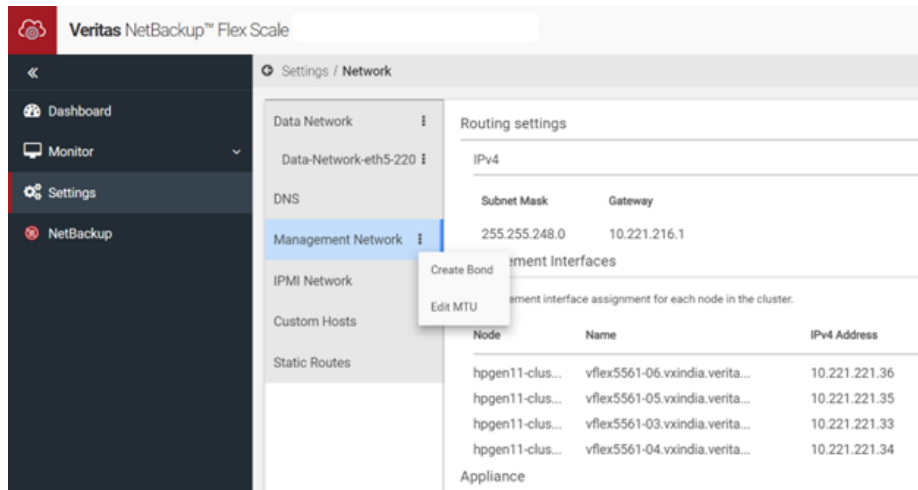 Veritas NetBackup™ Flex Scale
Settings / Network
Dashboard
Monitor
Settings
NetBackup
Data Network
Data-Network-eth5-220
DNS
Management Network
IPMI Network
Custom Hosts
Static Routes
Create Bond
Edit MTU
Routing settings
IPv4
Subnet Mask Gateway
255.255.248.0 10.221.216.1
ement Interfaces
ement interface assignment for each node in the cluster.
Node Name IPv4 Address
hpgen11-clus... vflex5561-06.vxindia.verita... 10.221.221.36
hpgen11-clus... vflex5561-05.vxindia.verita... 10.221.221.35
hpgen11-clus... vflex5561-03.vxindia.verita... 10.221.221.33
hpgen11-clus... vflex5561-04.vxindia.verita... 10.221.221.34
Appliance